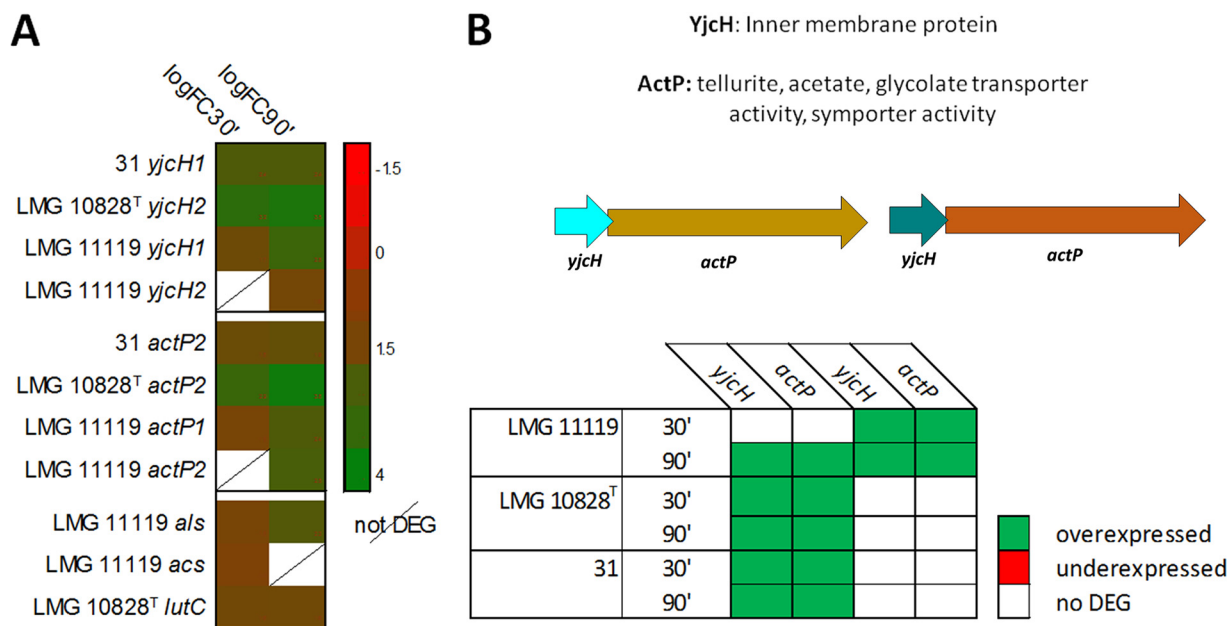 A
logFC30'
logFC90'
31 yjcH1
LMG 10828ᵀ yjcH2
LMG 11119 yjcH1
LMG 11119 yjcH2
31 actP2
LMG 10828ᵀ actP2
LMG 11119 actP1
LMG 11119 actP2
LMG 11119 als
LMG 11119 acs
LMG 10828ᵀ lutC
-1.5
0
1.5
4
not DEG
B
YjcH: Inner membrane protein
ActP: tellurite, acetate, glycolate transporter
activity, symporter activity
yjcH
actP
yjcH
actP
yjcH
actP
yjcH
actP
LMG 11119
30'
90'
LMG 10828ᵀ
30'
90'
31
30'
90'
overexpressed
underexpressed
no DEG